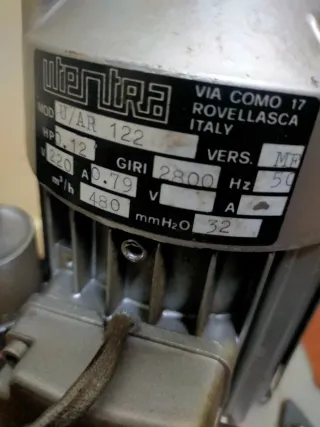 utentra
VIA COMO 17
ROVELLASCA
ITALY
MOD U/AR 122
HP 0.12 VERS. MF
V 220 A 0.79 GIRI 2800 Hz 50
m³/h 480 V A
mmH₂O 32